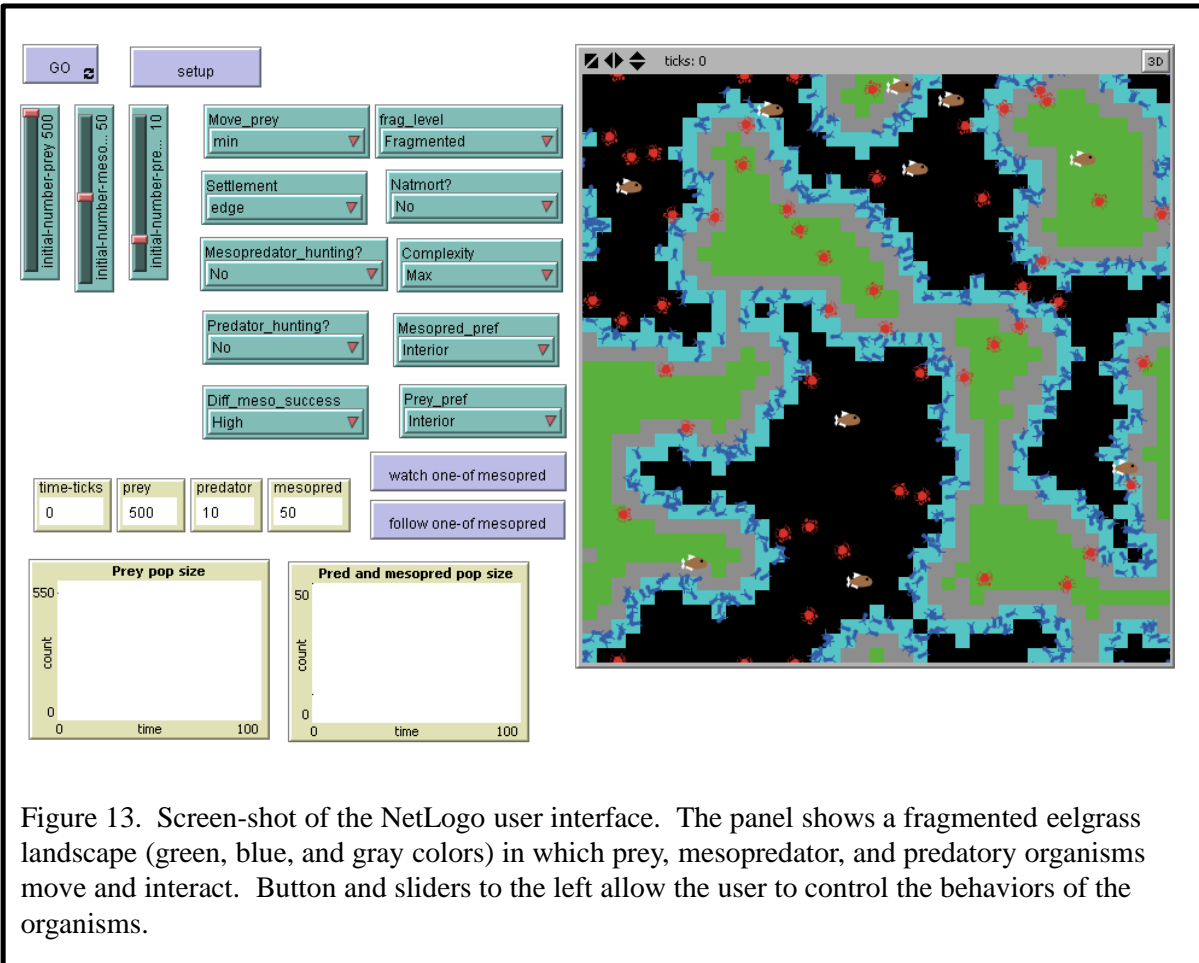 GO
setup
ticks: 0
3D
initial-number-prey 500
initial-number-meso... 50
initial-number-pre... 10
Move_prey
min
frag_level
Fragmented
Settlement
edge
Natmort?
No
Mesopredator_hunting?
No
Complexity
Max
Predator_hunting?
No
Mesopred_pref
Interior
Diff_meso_success
High
Prey_pref
Interior
watch one-of mesopred
follow one-of mesopred
time-ticks
0
prey
500
predator
10
mesopred
50
Prey pop size
550
count
0
0
time
100
Pred and mesopred pop size
50
count
0
0
time
100
Figure 13. Screen-shot of the NetLogo user interface. The panel shows a fragmented eelgrass
landscape (green, blue, and gray colors) in which prey, mesopredator, and predatory organisms
move and interact. Button and sliders to the left allow the user to control the behaviors of the
organisms.